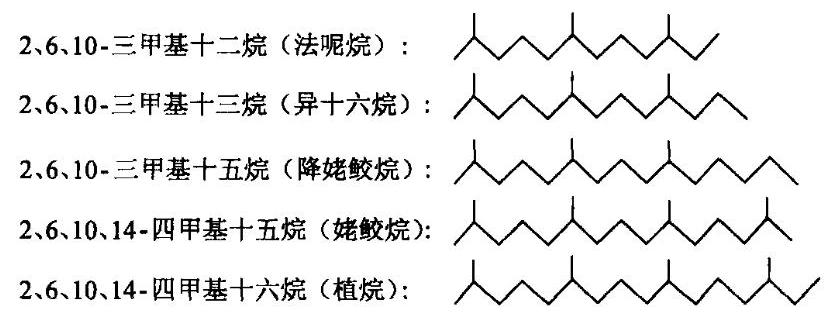 2、6、10-三甲基十二烷（法呢烷）:
2、6、10-三甲基十三烷（异十六烷）:
2、6、10-三甲基十五烷（降姥鲛烷）:
2、6、10、14-四甲基十五烷（姥鲛烷）:
2、6、10、14-四甲基十六烷（植烷）: